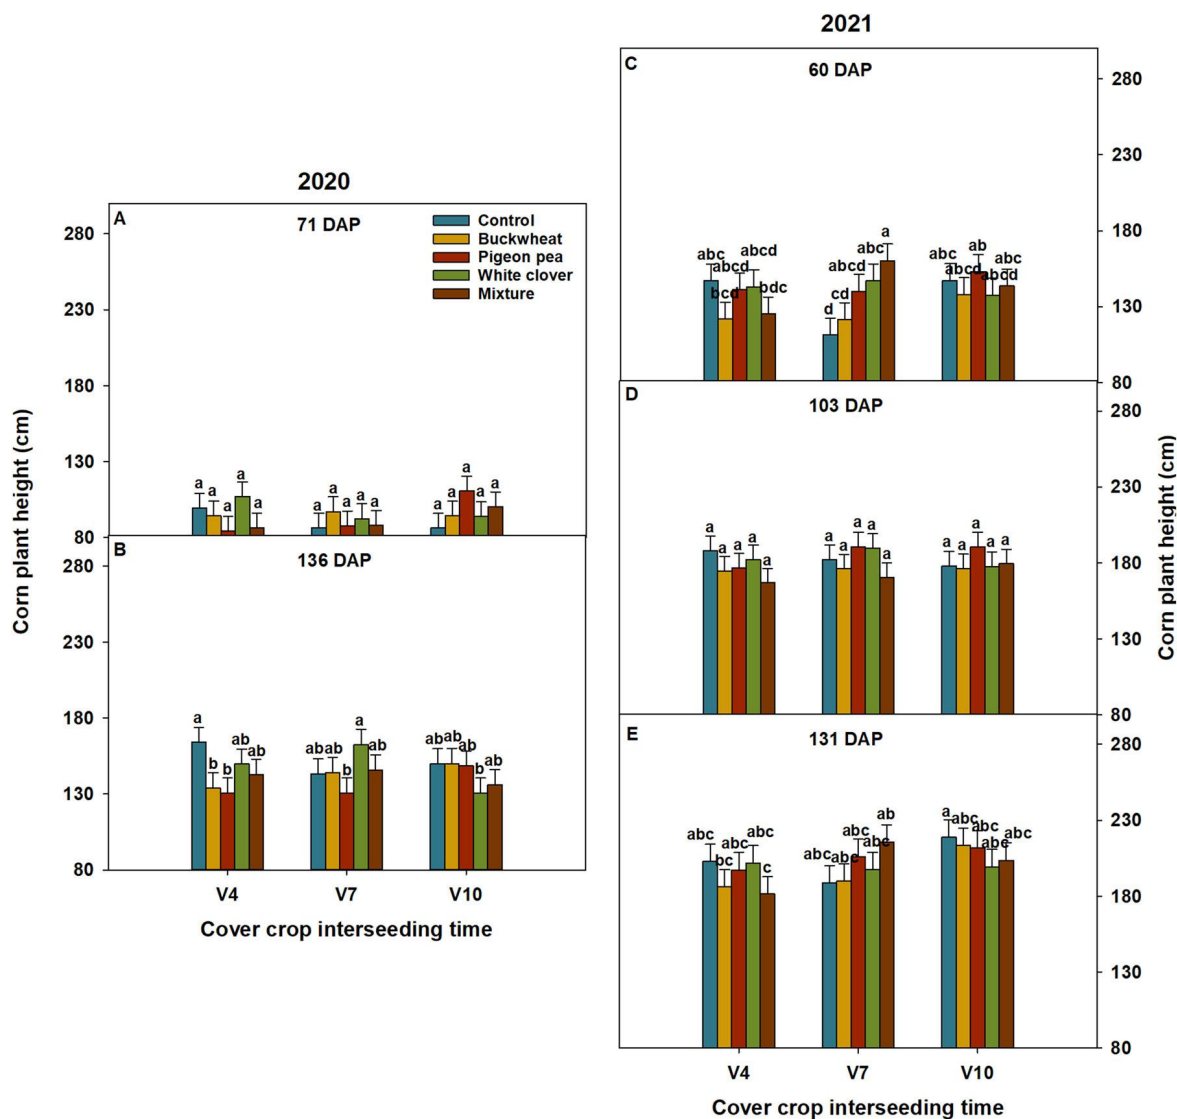 2020
A
71 DAP
Control
Buckwheat
Pigeon pea
White clover
Mixture
280
230
180
130
80
a a a a a
a a a a a
a a a a a
B
136 DAP
280
230
180
130
80
a b b ab ab
ab ab b a ab
ab ab ab b ab
V4 V7 V10
Cover crop interseeding time
Corn plant height (cm)
2021
C
60 DAP
280
230
180
130
80
abc bcd abcd abcd bdc
d cd abcd abc a
abc abcd ab abcd abc
D
103 DAP
280
230
180
130
80
a a a a a
a a a a a
a a a a a
E
131 DAP
280
230
180
130
80
abc bc abc abc c
abc abc abc abc ab
a abc abc abc abc
V4 V7 V10
Cover crop interseeding time
Corn plant height (cm)